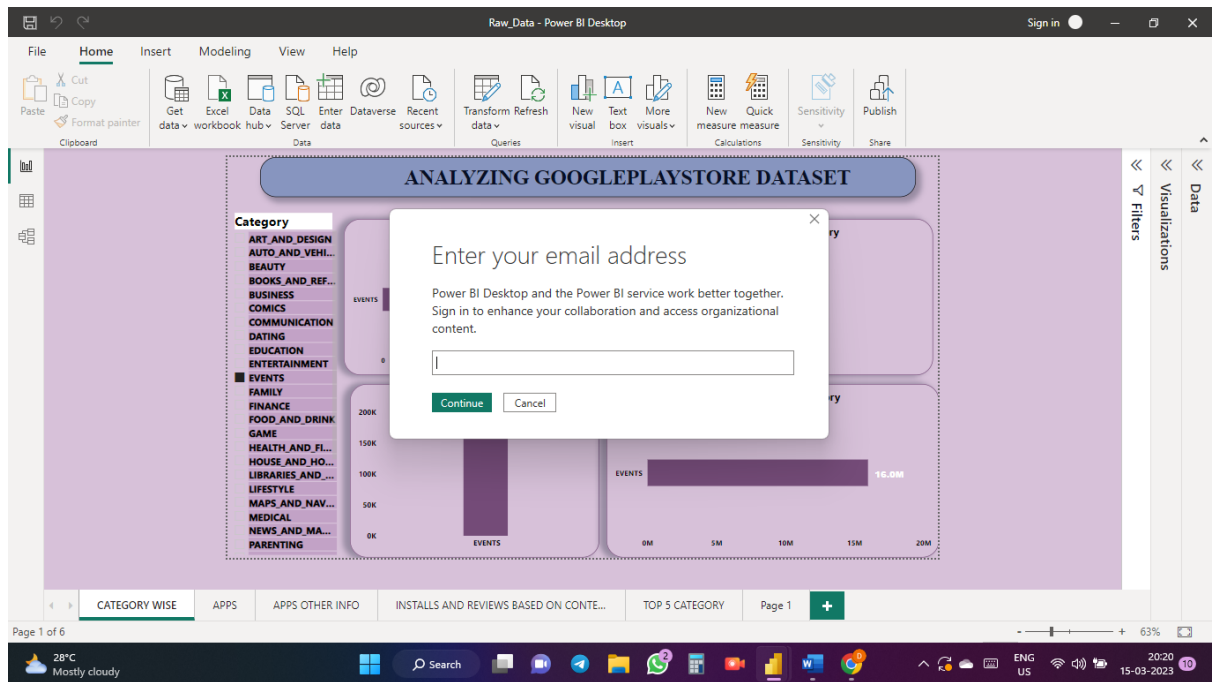 Raw_Data - Power BI Desktop
Sign in
File Home Insert Modeling View Help
Paste
Cut
Copy
Format painter
Clipboard
Get data
Excel workbook
Data hub
SQL Server
Enter data
Dataverse
Recent sources
Data
Transform data
Refresh
Queries
New visual
Text box
More visuals
Insert
New measure
Quick measure
Calculations
Sensitivity
Sensitivity
Publish
Share
ANALYZING GOOGLEPLAYSTORE DATASET
Category
ART_AND_DESIGN
AUTO_AND_VEHI...
BEAUTY
BOOKS_AND_REF...
BUSINESS
COMICS
COMMUNICATION
DATING
EDUCATION
ENTERTAINMENT
EVENTS
FAMILY
FINANCE
FOOD_AND_DRINK
GAME
HEALTH_AND_FI...
HOUSE_AND_HO...
LIBRARIES_AND_...
LIFESTYLE
MAPS_AND_NAV...
MEDICAL
NEWS_AND_MA...
PARENTING
EVENTS
0
ry
Enter your email address
Power BI Desktop and the Power BI service work better together.
Sign in to enhance your collaboration and access organizational
content.
Continue Cancel
200K
150K
100K
50K
0K
EVENTS
ry
EVENTS
16.0M
0M 5M 10M 15M 20M
Filters
Visualizations
Data
CATEGORY WISE APPS APPS OTHER INFO INSTALLS AND REVIEWS BASED ON CONTE... TOP 5 CATEGORY Page 1 +
Page 1 of 6
- + 63%
28°C
Mostly cloudy
Search
2
ENG
US
20:20
15-03-2023
10